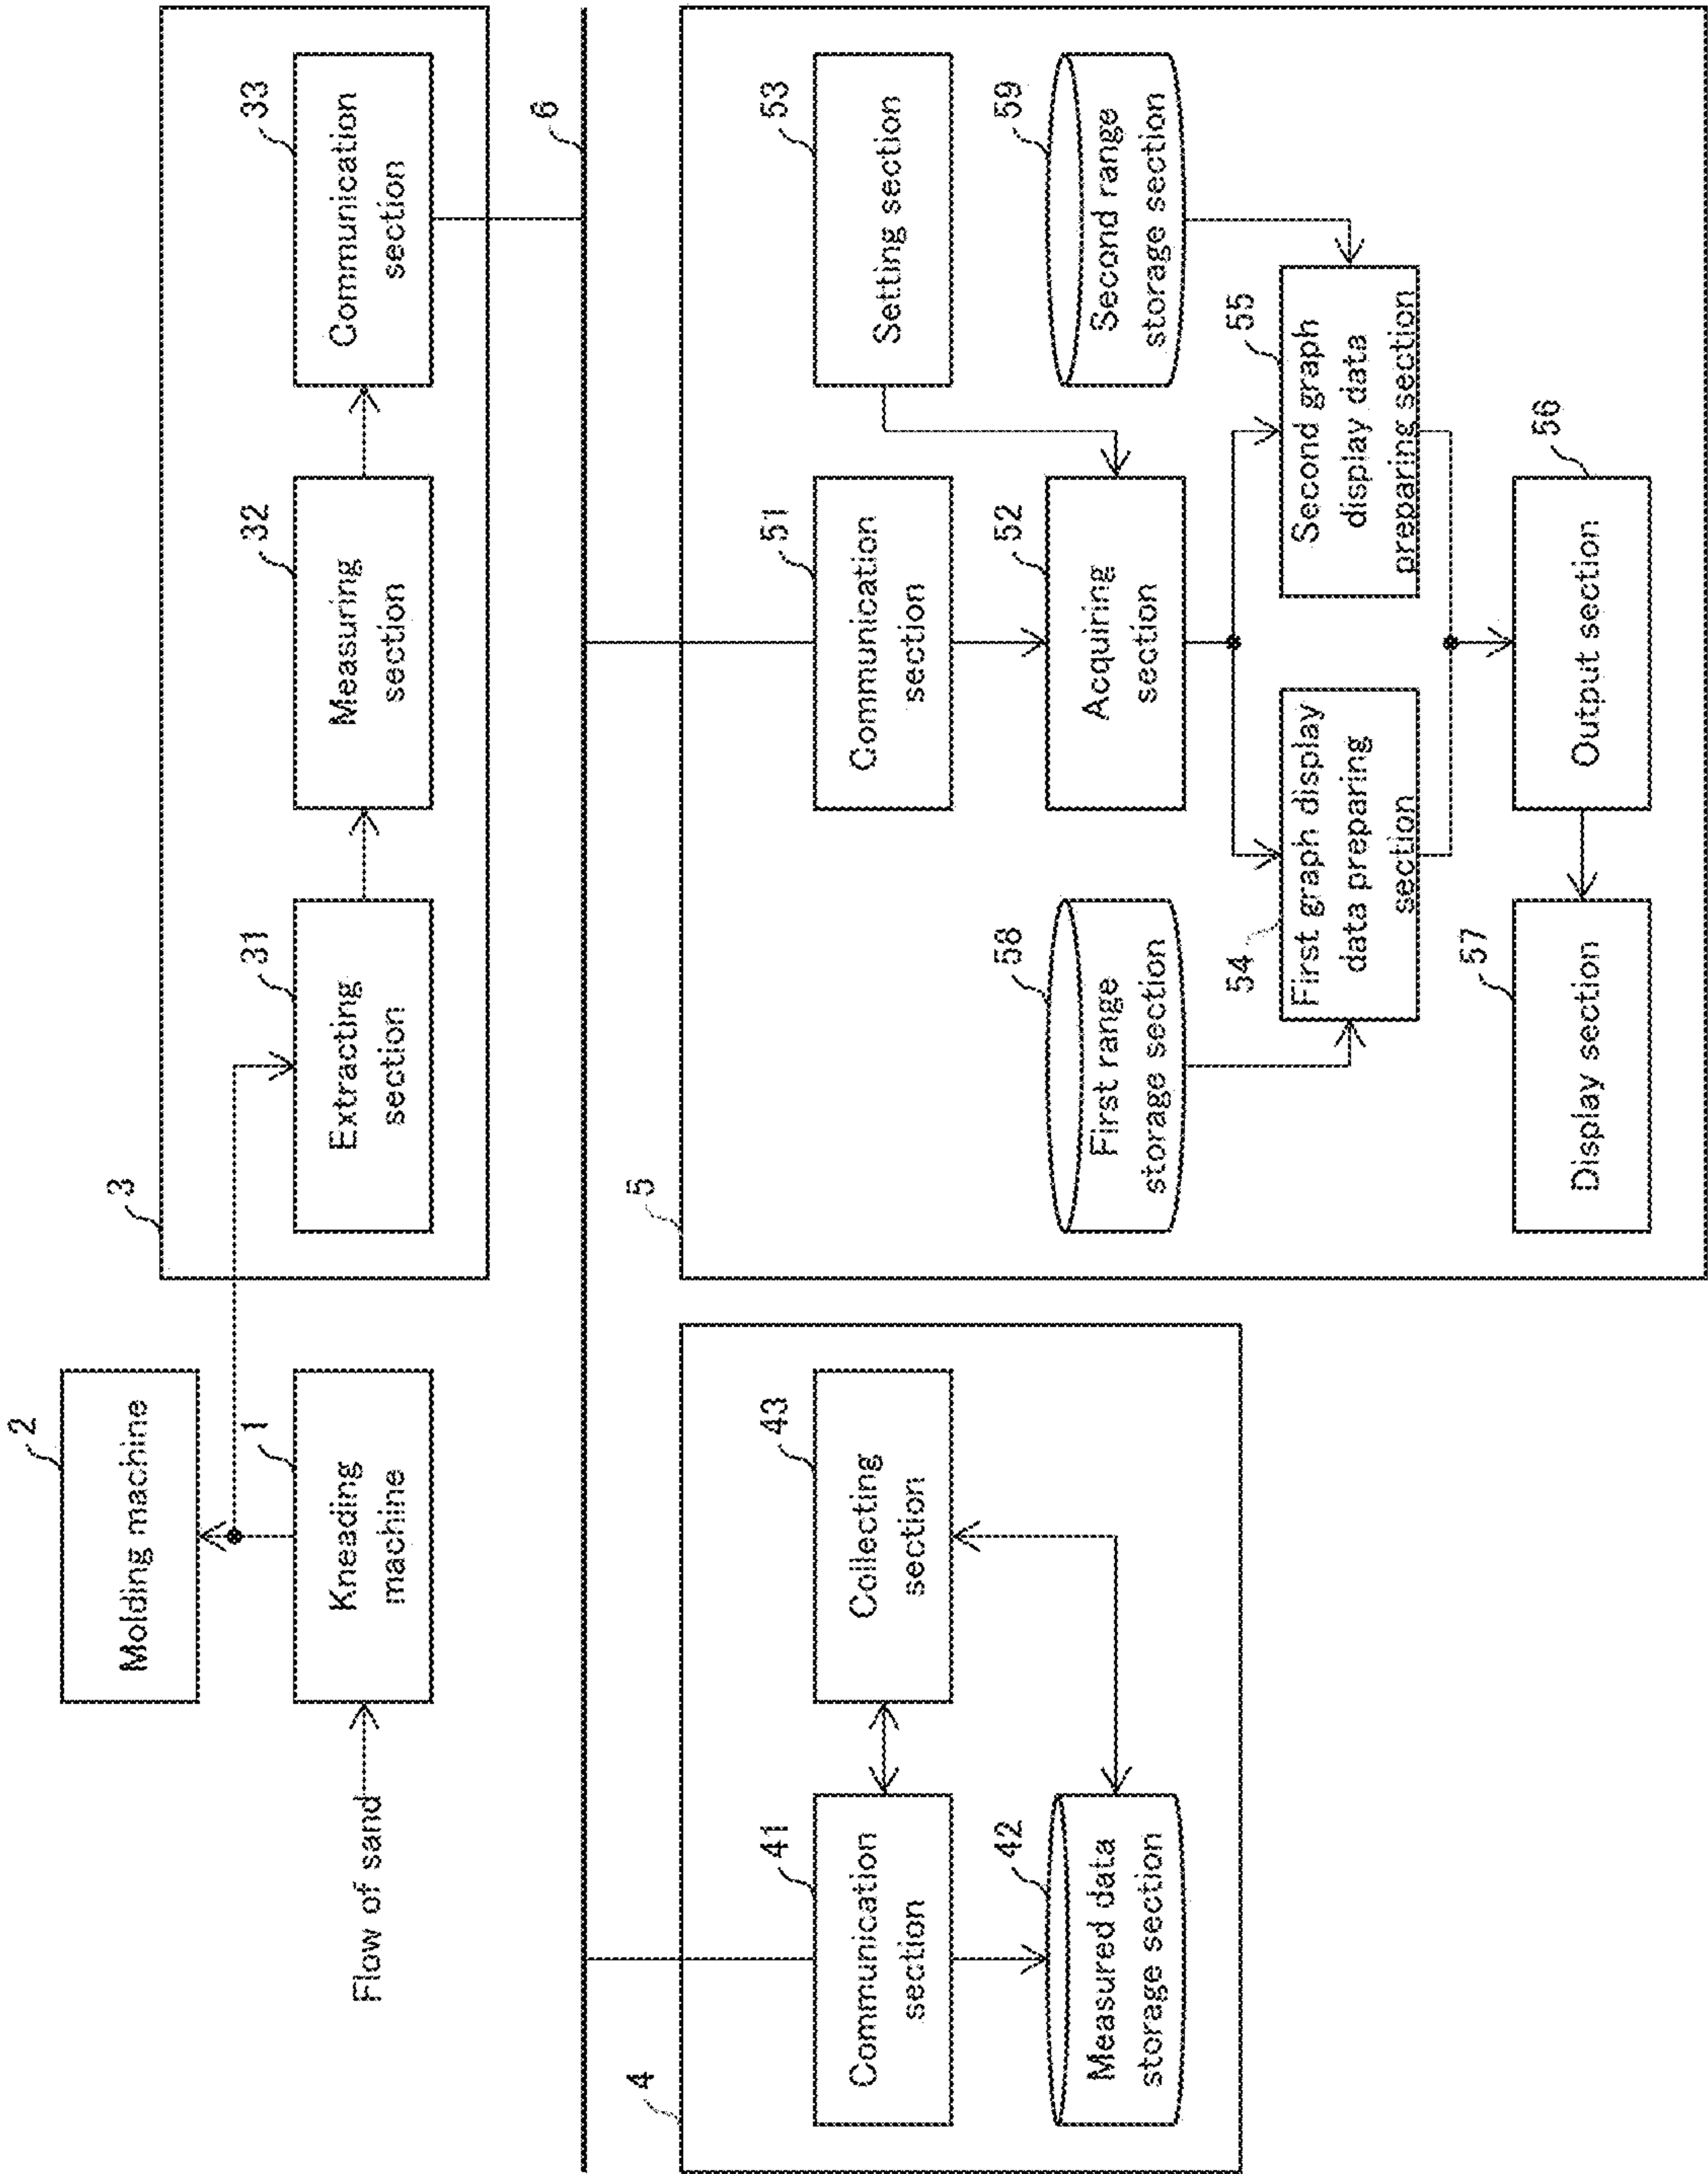 2
Molding machine
1
Kneading
machine
Flow of sand
3
31
Extracting
section
32
Measuring
section
33
Communication
section
6
4
41
Communication
section
43
Collecting
section
42
Measured data
storage section
5
51
Communication
section
53
Setting section
58
First range
storage section
52
Acquiring
section
59
Second range
storage section
54
First graph display
data preparing
section
55
Second graph
display data
preparing section
57
Display section
56
Output section